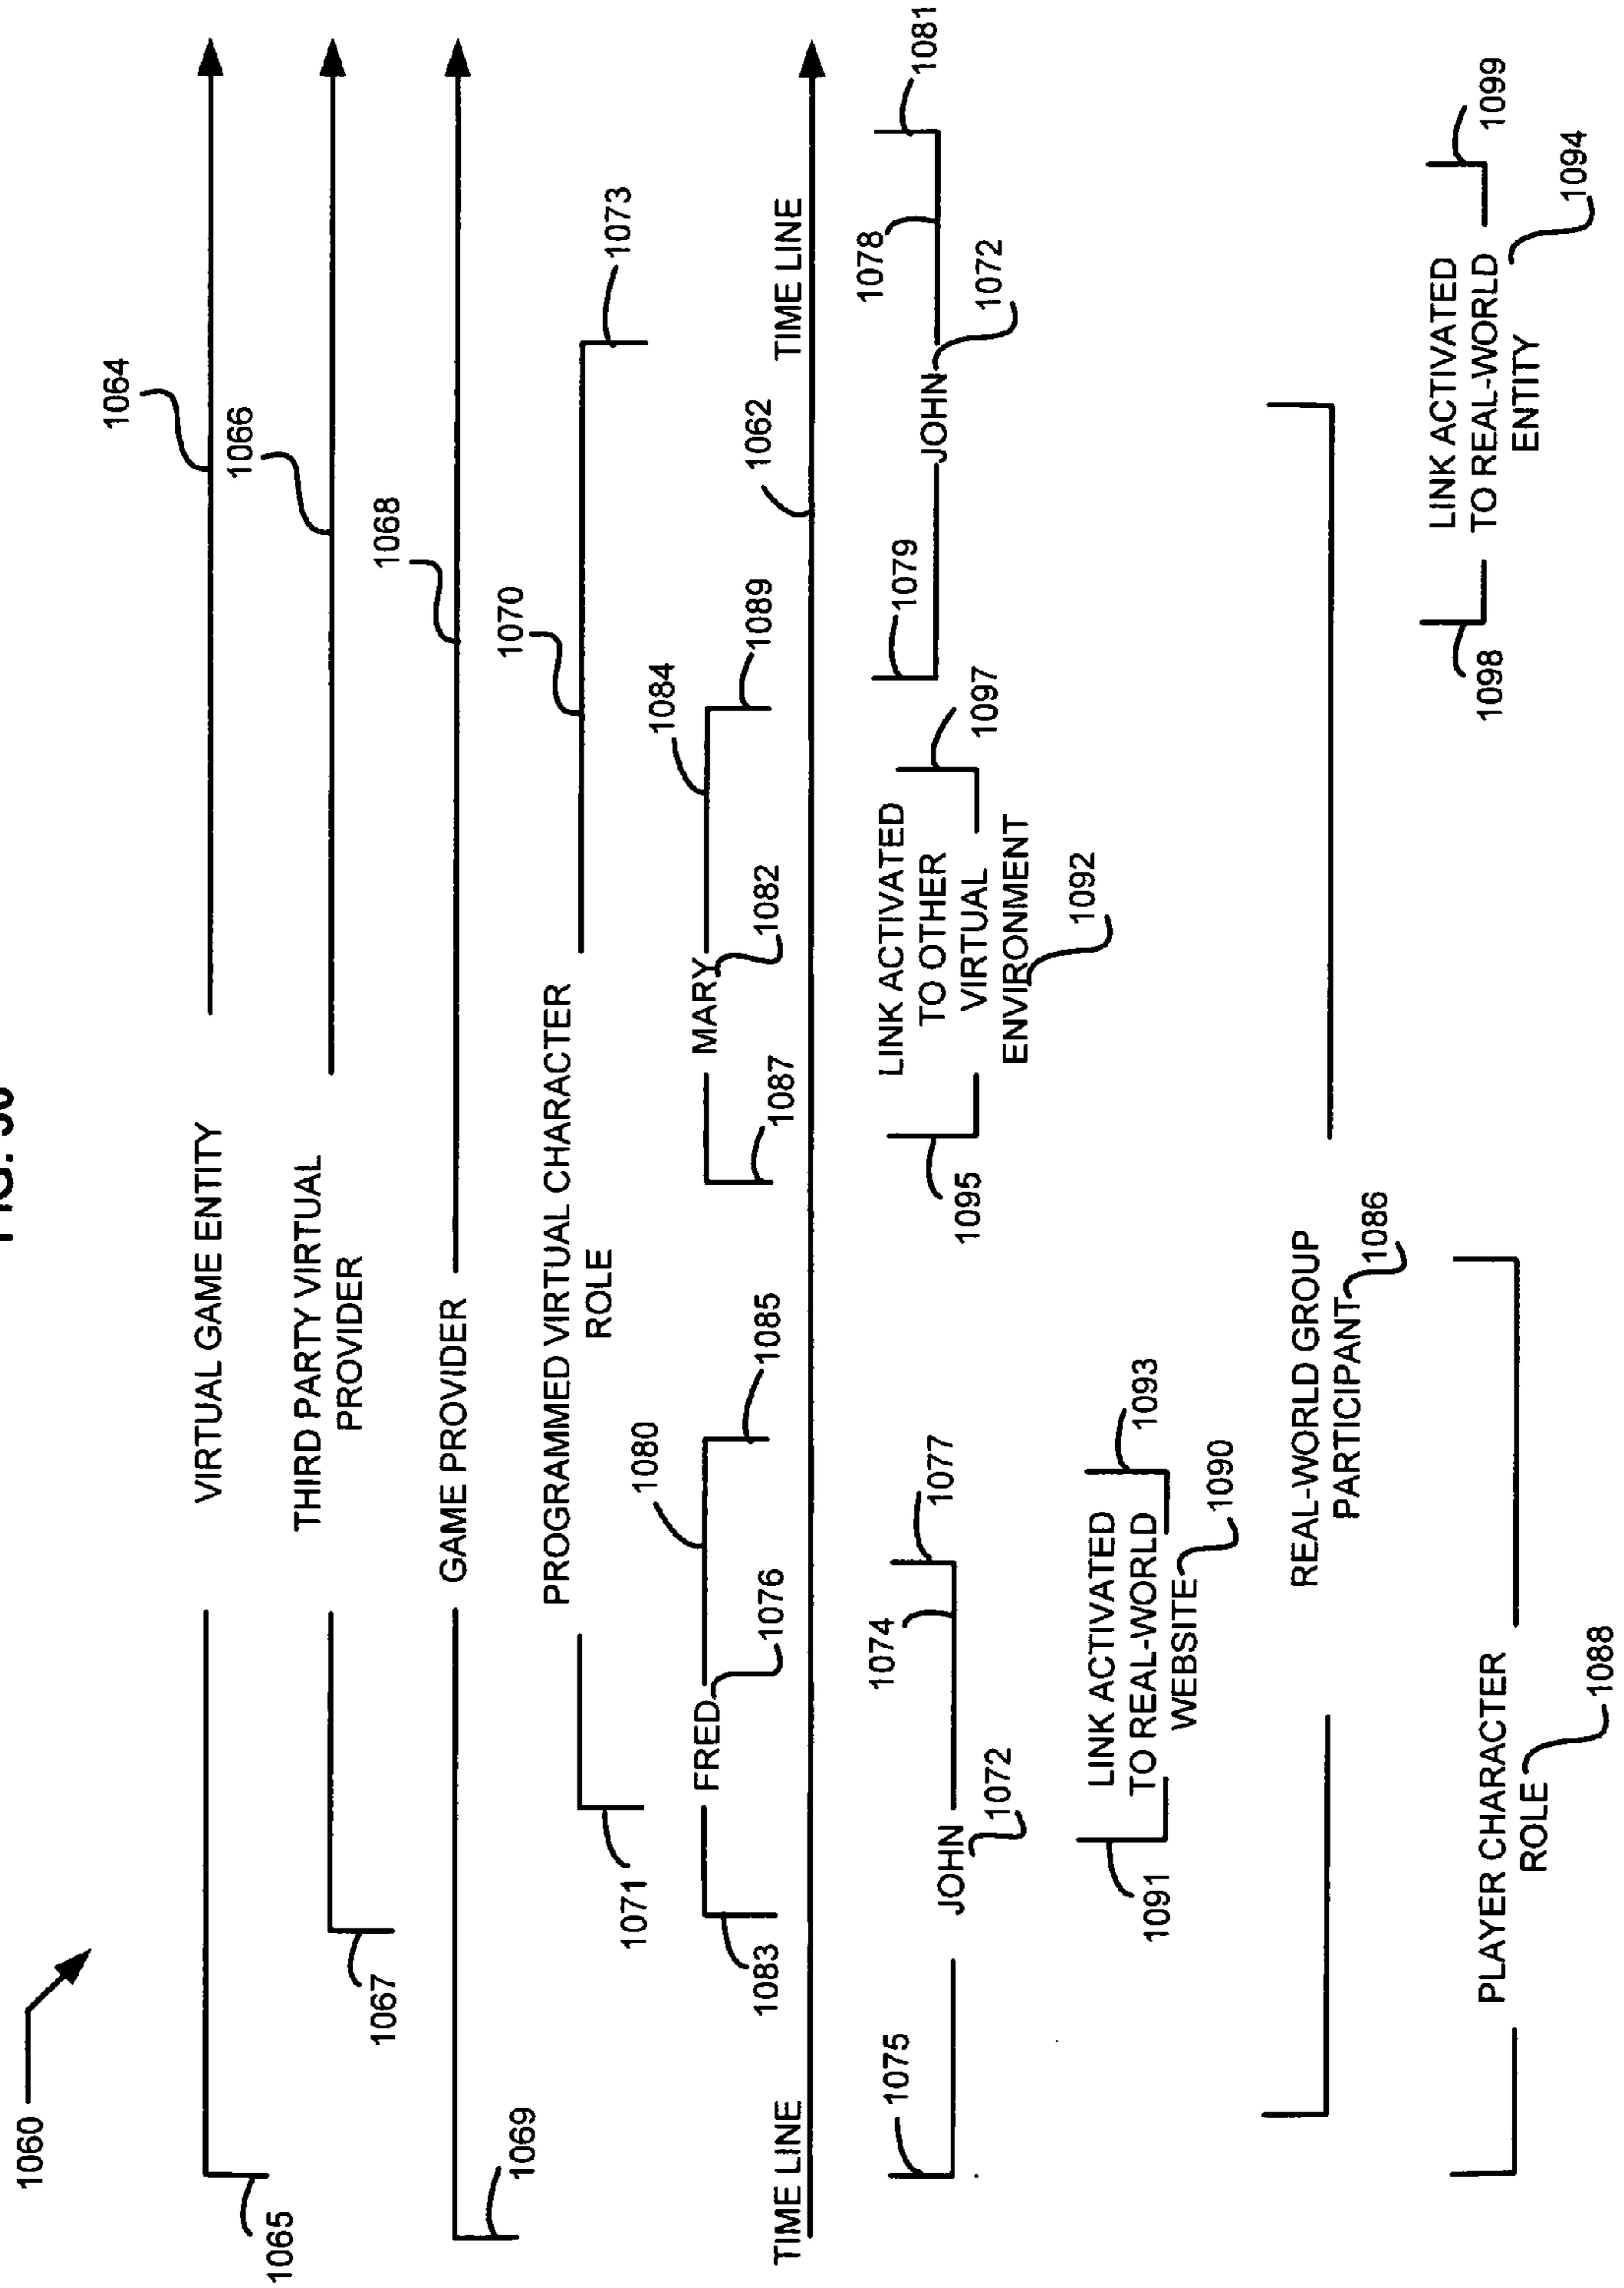 1060
FIG.
1064
VIRTUAL GAME ENTITY
1065
1066
THIRD PARTY VIRTUAL
PROVIDER
1067
1068
GAME PROVIDER
1069
1070
PROGRAMMED VIRTUAL CHARACTER
ROLE
1071
1073
1080
1084
FRED
MARY
1083
1076
1085
1087
1082
1089
1062
TIME LINE
TIME LINE
1075
1074
1077
1079
1078
1081
JOHN
1072
LINK ACTIVATED
TO OTHER
VIRTUAL
ENVIRONMENT
1095
1097
1092
JOHN
1072
LINK ACTIVATED
TO REAL-WORLD
WEBSITE
1091
1093
1090
REAL-WORLD GROUP
PARTICIPANT
1086
LINK ACTIVATED
TO REAL-WORLD
ENTITY
1098
1099
1094
PLAYER CHARACTER
ROLE
1088